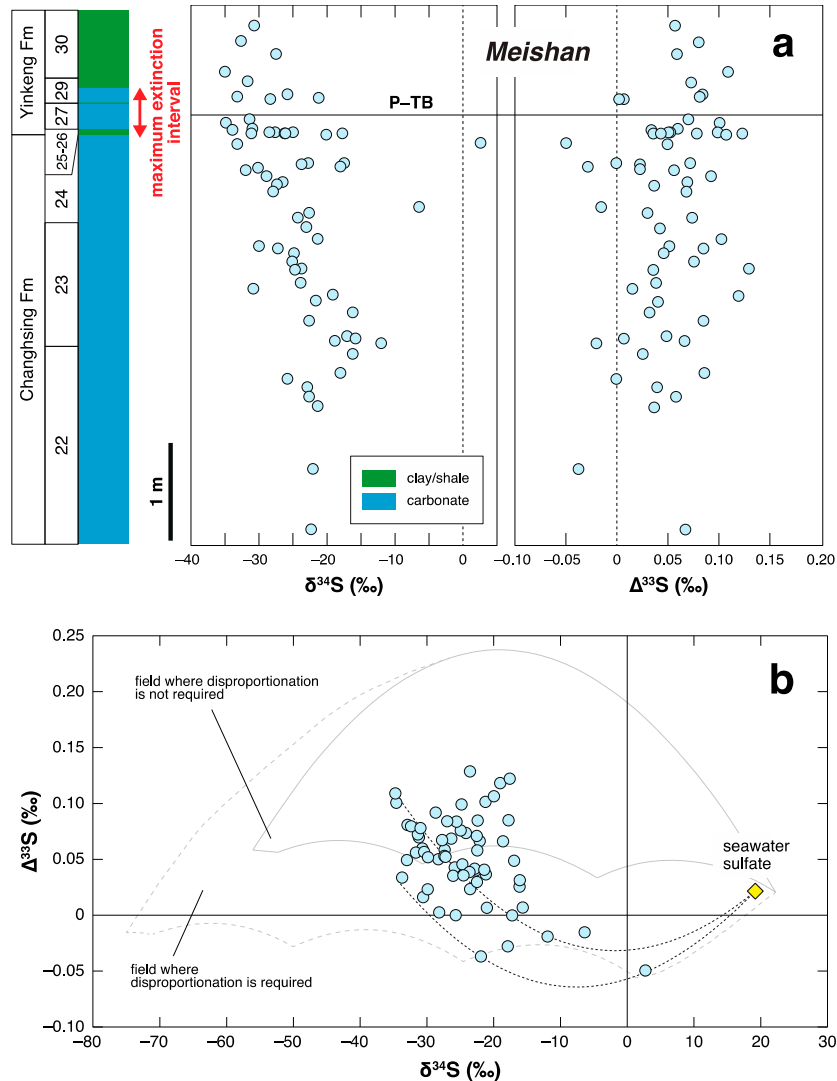 Meishan
a
Yinkeng Fm
Changhsing Fm
30
29
27
25-26
24
23
22
maximum extinction
interval
P–TB
1 m
clay/shale
carbonate
−40
−30
−20
−10
0
10
δ³⁴S (‰)
−0.10
−0.05
0
0.05
0.10
0.15
0.20
Δ³³S (‰)
b
0.25
0.20
0.15
0.10
0.05
0
−0.05
−0.10
Δ³³S (‰)
field where disproportionation
is not required
seawater
sulfate
field where
disproportionation is required
−80
−70
−60
−50
−40
−30
−20
−10
0
10
20
30
δ³⁴S (‰)